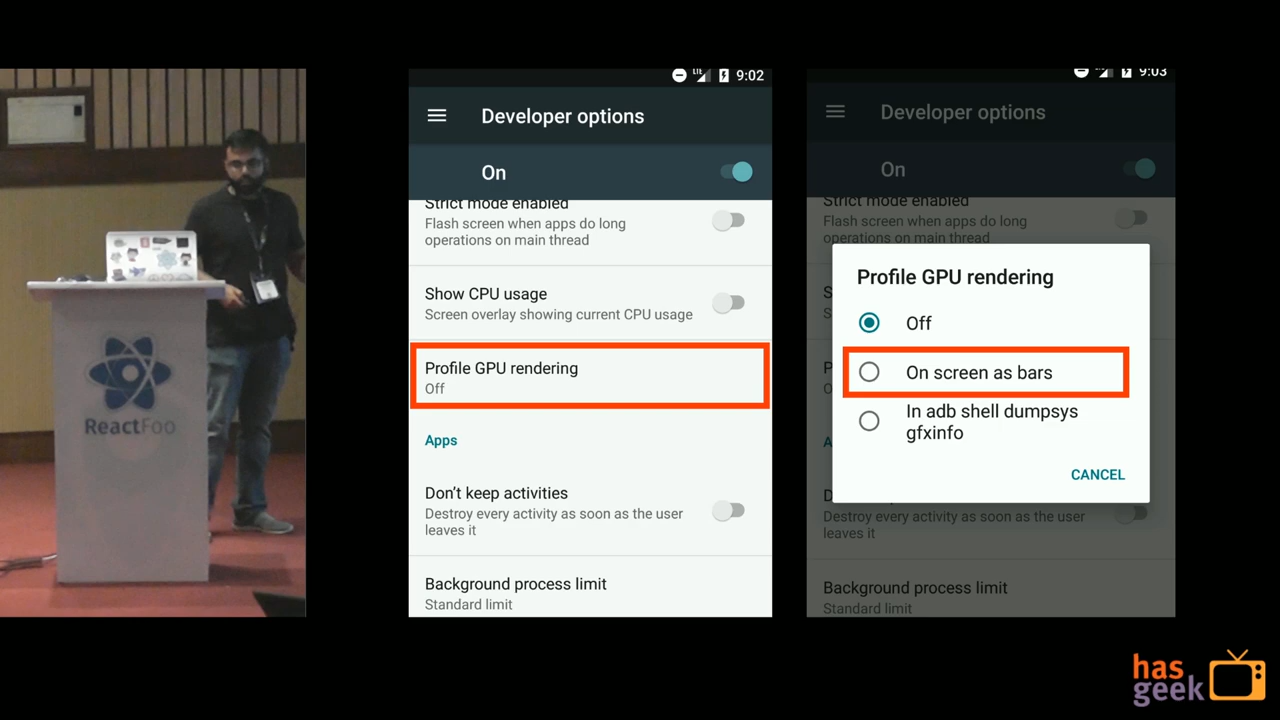 ReactFoo
9:02
Developer options
On
Strict mode enabled
Flash screen when apps do long
operations on main thread
Show CPU usage
Screen overlay showing current CPU usage
Profile GPU rendering
Off
Apps
Don't keep activities
Destroy every activity as soon as the user
leaves it
Background process limit
Standard limit
9:03
Developer options
On
Strict mode enabled
Flash screen when apps do long
operations on main thread
S
S
P
O
A
D
Profile GPU rendering
Off
On screen as bars
In adb shell dumpsys
gfxinfo
CANCEL
Destroy every activity as soon as the user
leaves it
Background process limit
Standard limit
has
geek